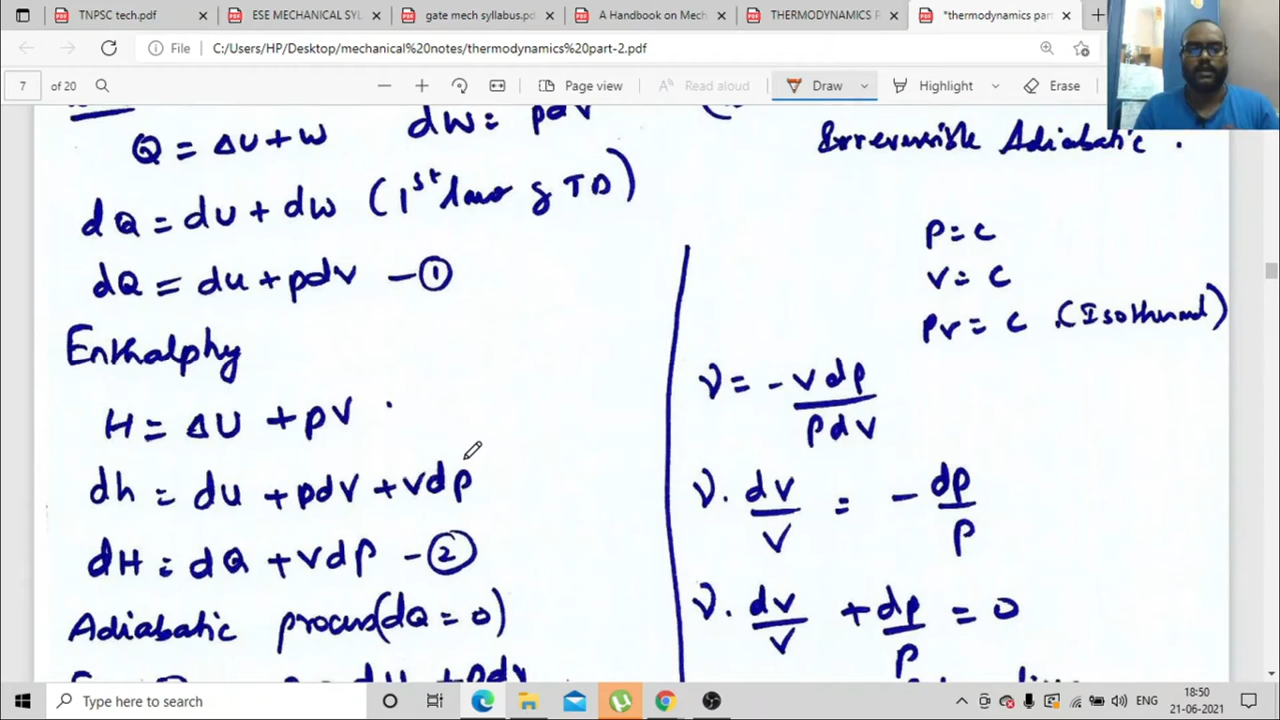 TNPSC tech.pdf
ESE MECHANICAL SYL
gate mech syllabus.pd
A Handbook on Mech
THERMODYNAMICS P
*thermodynamics par
File
C:/Users/HP/Desktop/mechanical%20notes/thermodynamics%20part-2.pdf
7 of 20
Page view
Read aloud
Draw
Highlight
Erase
Q = ΔU + W dW = pdv
dQ = dU + dW (1st law of TD)
dQ = du + pdv - ①
Enthalphy
H = ΔU + PV .
dh = du + pdv + vdp
dH = dQ + vdp - ②
Adiabatic process (dQ = 0)
Irreversible Adiabatic .
P = C
V = C
PV = C (Isothermal)
γ = - vdp / pdv
γ . dv/v = - dp/p
γ . dv/v + dp/p = 0
Type here to search
ENG
18:50
21-06-2021